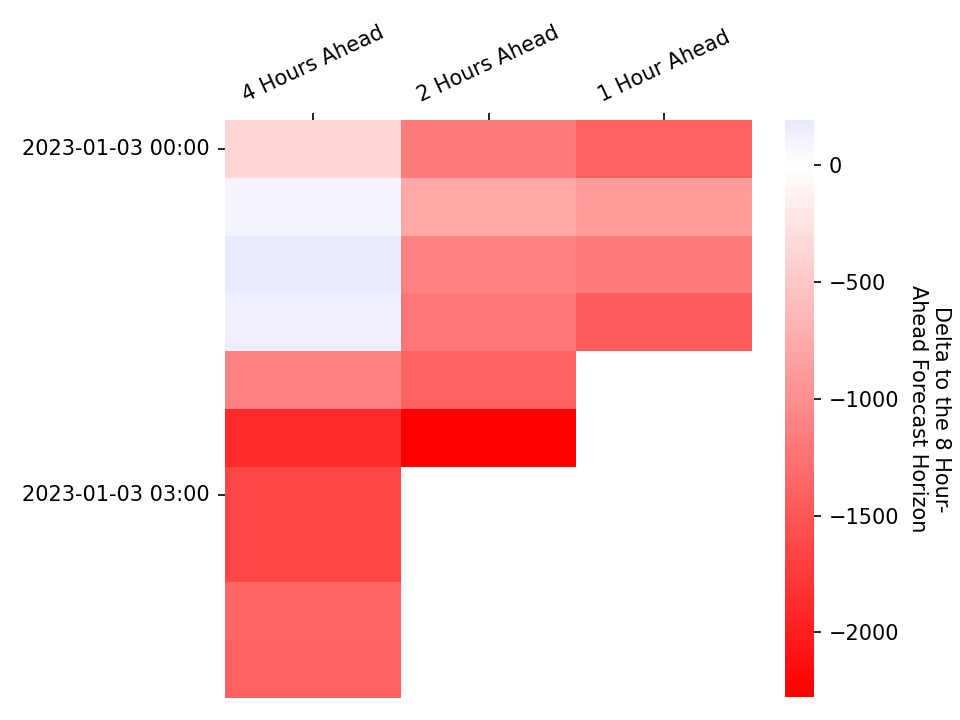 4 Hours Ahead
2 Hours Ahead
1 Hour Ahead
2023-01-03 00:00
2023-01-03 03:00
0
−500
−1000
−1500
−2000
Delta to the 8 Hour-
Ahead Forecast Horizon